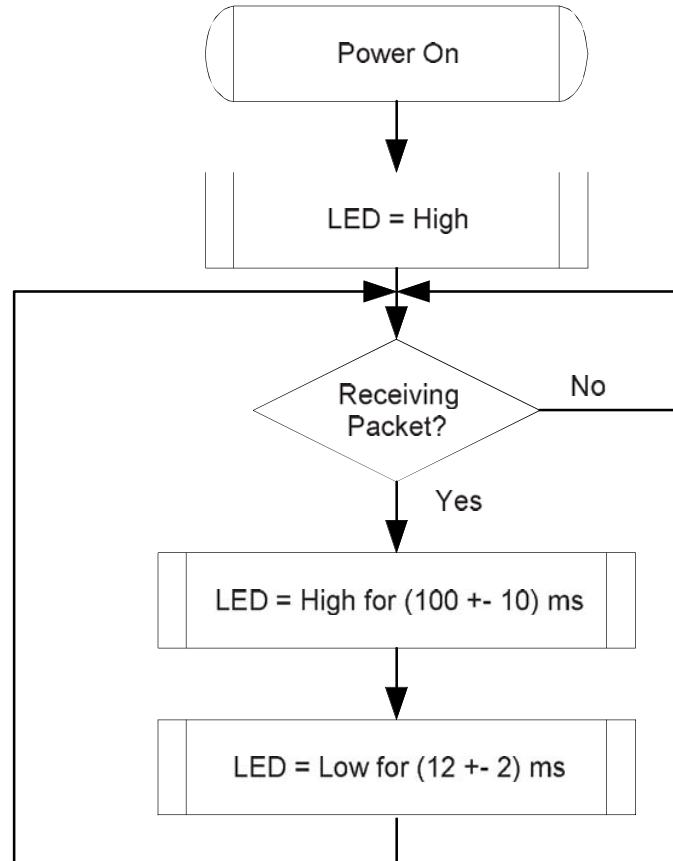 Power On
LED = High
Receiving
Packet?
No
Yes
LED = High for (100 +- 10) ms
LED = Low for (12 +- 2) ms